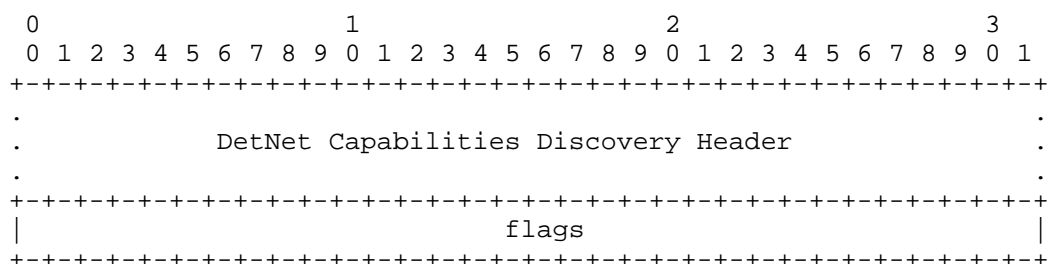 0                   1                   2                   3
 0 1 2 3 4 5 6 7 8 9 0 1 2 3 4 5 6 7 8 9 0 1 2 3 4 5 6 7 8 9 0 1
+-+-+-+-+-+-+-+-+-+-+-+-+-+-+-+-+-+-+-+-+-+-+-+-+-+-+-+-+-+-+-+-+
.                                                               .
.            DetNet Capabilities Discovery Header               .
.                                                               .
+-+-+-+-+-+-+-+-+-+-+-+-+-+-+-+-+-+-+-+-+-+-+-+-+-+-+-+-+-+-+-+-+
|                              flags                            |
+-+-+-+-+-+-+-+-+-+-+-+-+-+-+-+-+-+-+-+-+-+-+-+-+-+-+-+-+-+-+-+-+